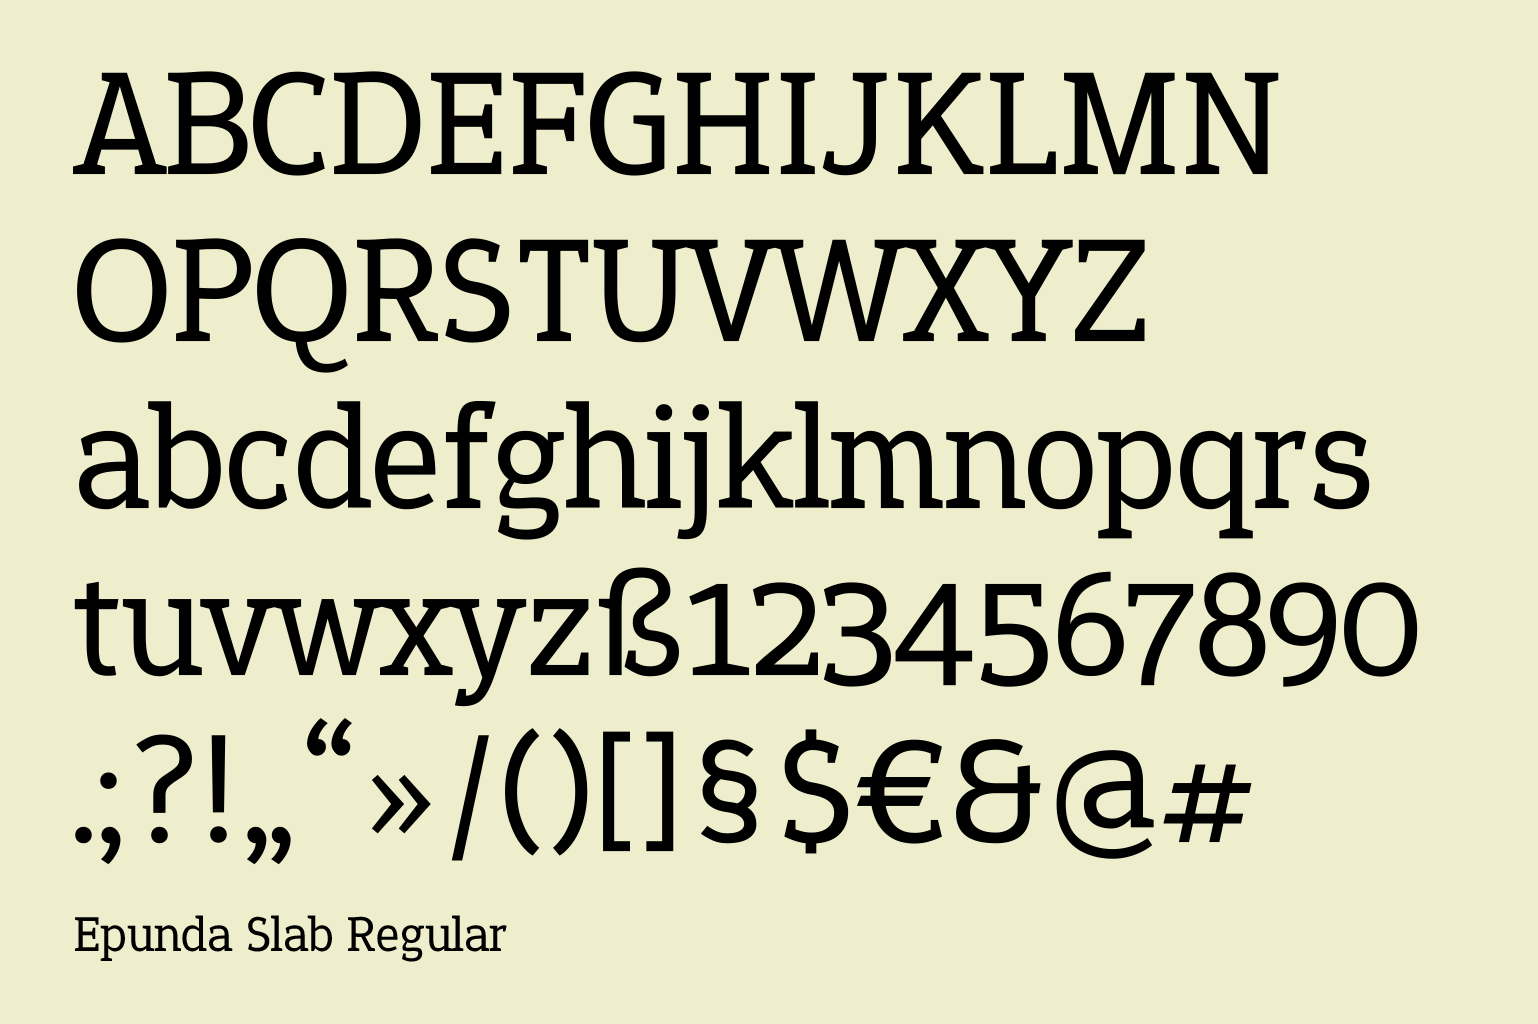 ABCDEFGHIJKLMN
OPQRSTUVWXYZ
abcdefghijklmnopqrs
tuvwxyzß1234567890
.:;?!„“»/()[]§$€&@#
Epunda Slab Regular